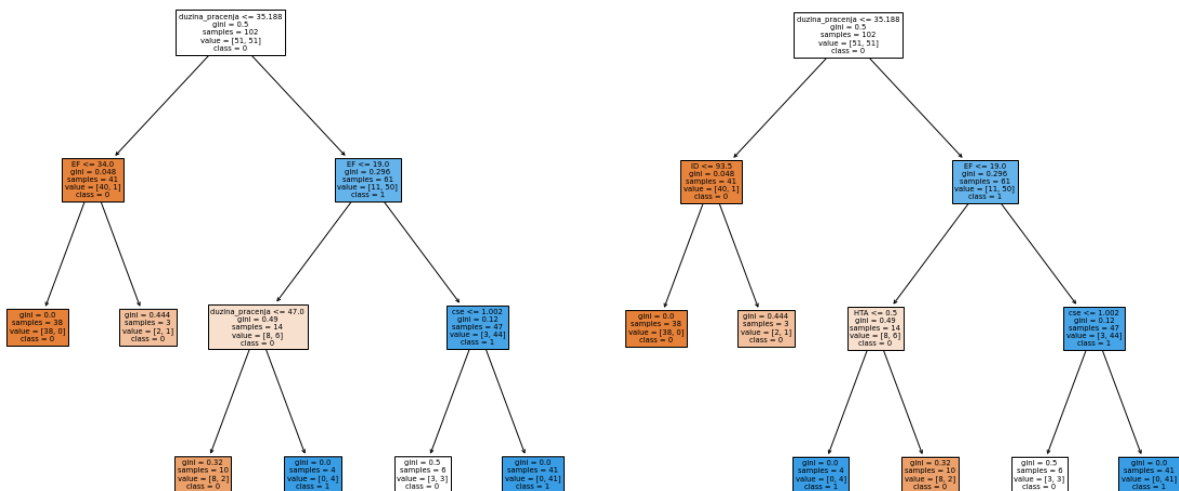 duzina_pracenja <= 35.188
gini = 0.5
samples = 102
value = [51, 51]
class = 0
EF <= 34.0
gini = 0.048
samples = 41
value = [40, 1]
class = 0
EF <= 19.0
gini = 0.296
samples = 61
value = [11, 50]
class = 1
gini = 0.0
samples = 38
value = [38, 0]
class = 0
gini = 0.444
samples = 3
value = [2, 1]
class = 0
duzina_pracenja <= 47.0
gini = 0.49
samples = 14
value = [8, 6]
class = 0
cse <= 1.002
gini = 0.12
samples = 47
value = [3, 44]
class = 1
gini = 0.32
samples = 10
value = [8, 2]
class = 0
gini = 0.0
samples = 4
value = [0, 4]
class = 1
gini = 0.5
samples = 6
value = [3, 3]
class = 0
gini = 0.0
samples = 41
value = [0, 41]
class = 1
duzina_pracenja <= 35.188
gini = 0.5
samples = 102
value = [51, 51]
class = 0
ID <= 93.5
gini = 0.048
samples = 41
value = [40, 1]
class = 0
EF <= 19.0
gini = 0.296
samples = 61
value = [11, 50]
class = 1
gini = 0.0
samples = 38
value = [38, 0]
class = 0
gini = 0.444
samples = 3
value = [2, 1]
class = 0
HTA <= 0.5
gini = 0.49
samples = 14
value = [8, 6]
class = 0
cse <= 1.002
gini = 0.12
samples = 47
value = [3, 44]
class = 1
gini = 0.0
samples = 4
value = [0, 4]
class = 1
gini = 0.32
samples = 10
value = [8, 2]
class = 0
gini = 0.5
samples = 6
value = [3, 3]
class = 0
gini = 0.0
samples = 41
value = [0, 41]
class = 1